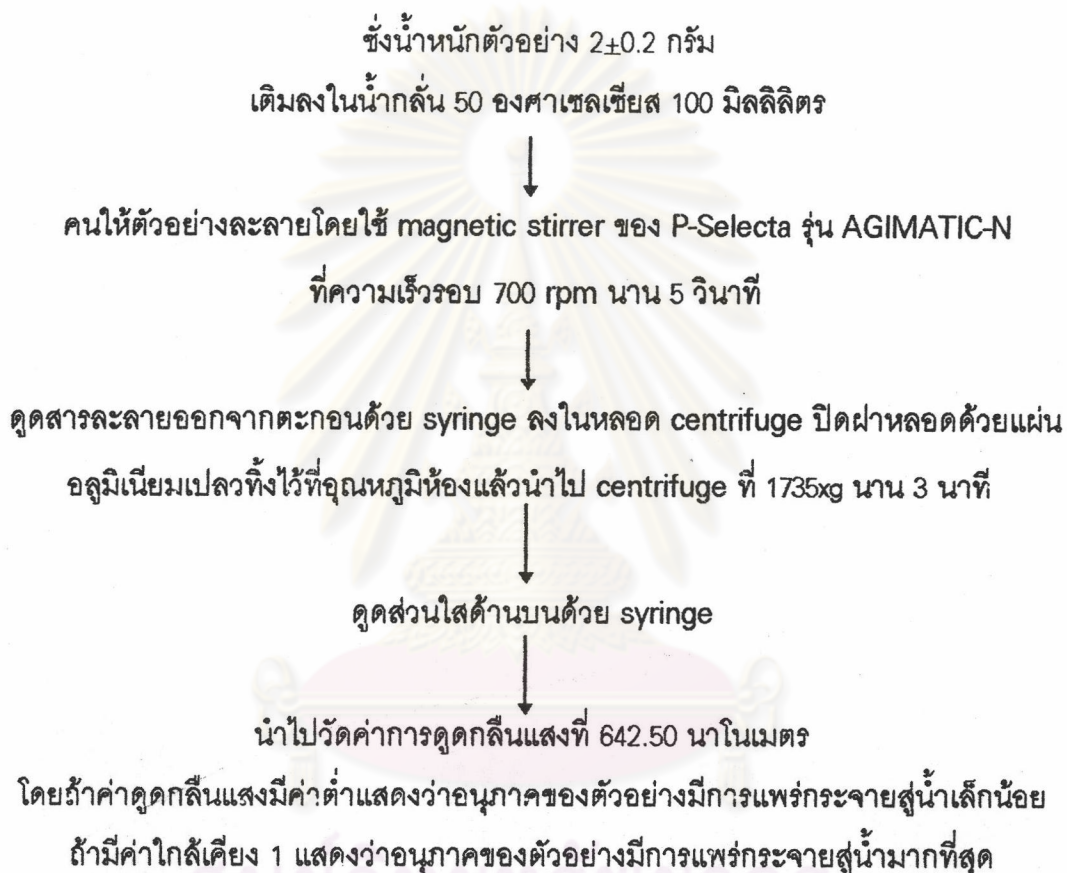 ชั่งน้ำหนักตัวอย่าง 2±0.2 กรัม
เติมลงในน้ำกลั่น 50 องศาเซลเซียส 100 มิลลิลิตร
คนให้ตัวอย่างละลายโดยใช้ magnetic stirrer ของ P-Selecta รุ่น AGIMATIC-N
ที่ความเร็วรอบ 700 rpm นาน 5 วินาที
ดูดสารละลายออกจากตะกอนด้วย syringe ลงในหลอด centrifuge ปิดฝาหลอดด้วยแผ่น
อลูมิเนียมเปลวทิ้งไว้ที่อุณหภูมิห้องแล้วนำไป centrifuge ที่ 1735xg นาน 3 นาที
ดูดส่วนใสด้านบนด้วย syringe
นำไปวัดค่าการดูดกลืนแสงที่ 642.50 นาโนเมตร
โดยถ้าค่าดูดกลืนแสงมีค่าต่ำแสดงว่าอนุภาคของตัวอย่างมีการแพร่กระจายสู่น้ำเล็กน้อย
ถ้ามีค่าใกล้เคียง 1 แสดงว่าอนุภาคของตัวอย่างมีการแพร่กระจายสู่น้ำมากที่สุด